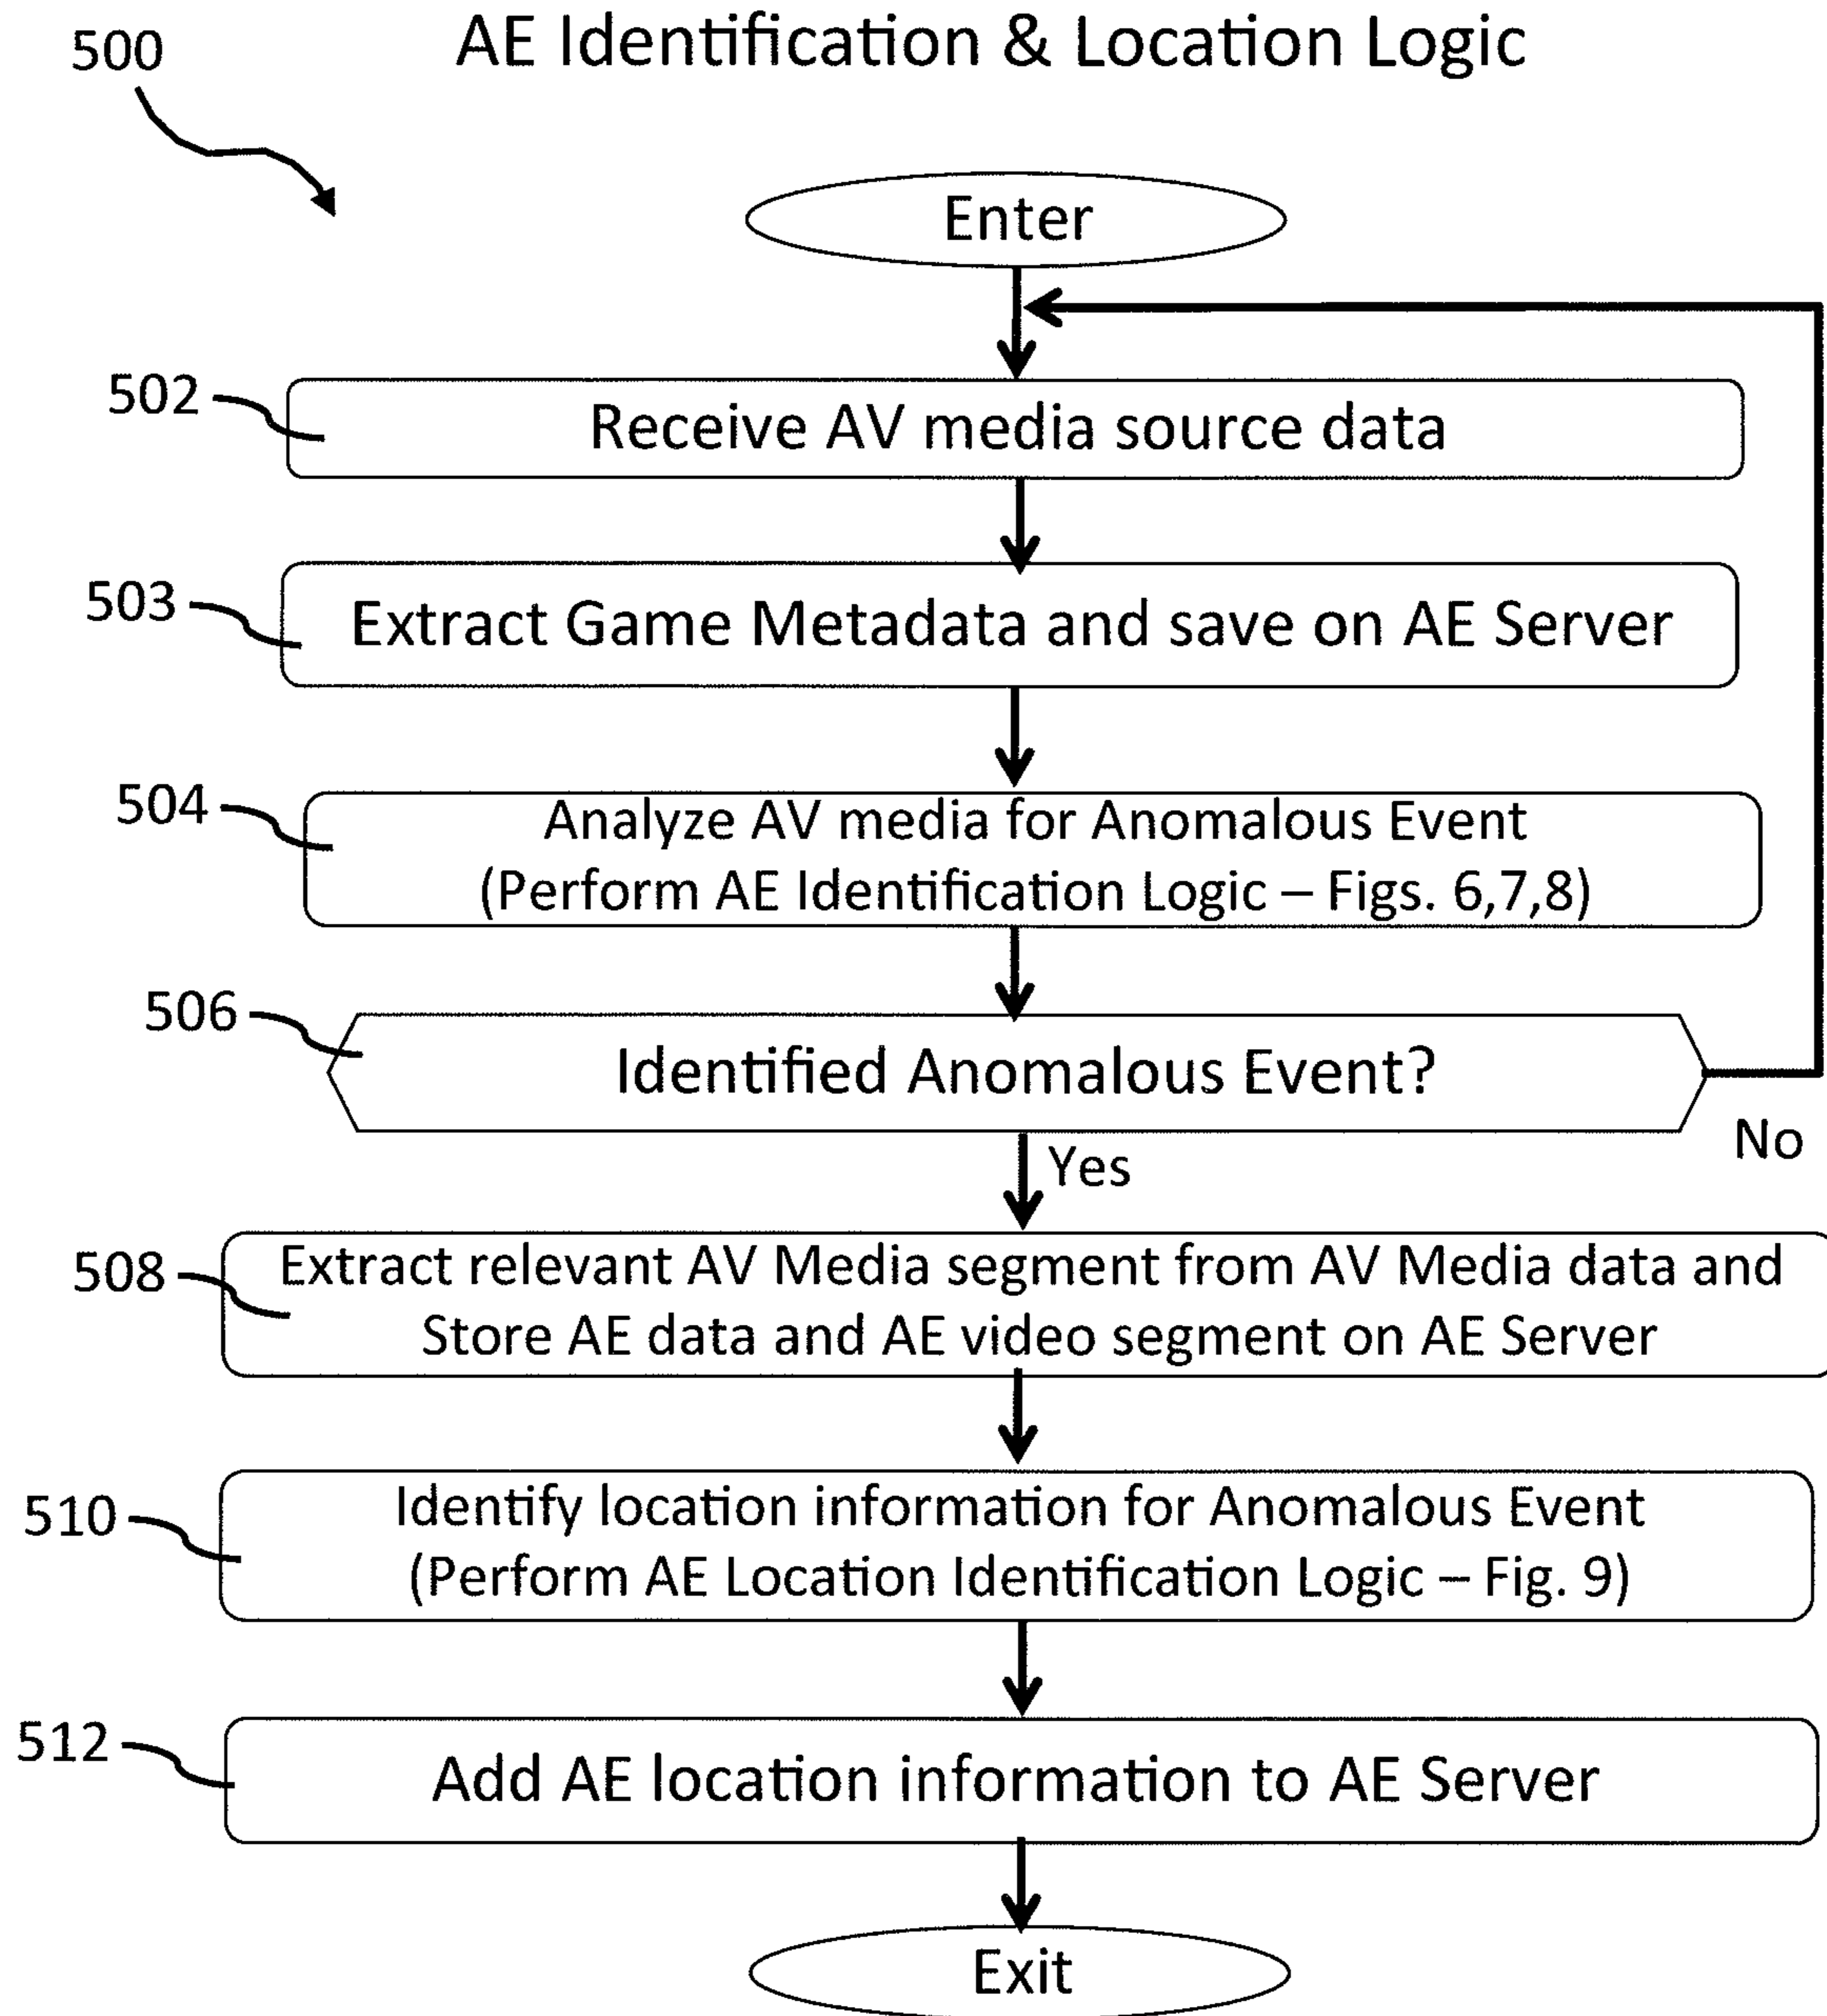 AE Identification & Location Logic
500
Enter
502
Receive AV media source data
503
Extract Game Metadata and save on AE Server
504
Analyze AV media for Anomalous Event
(Perform AE Identification Logic – Figs. 6,7,8)
506
Identified Anomalous Event?
No
Yes
508
Extract relevant AV Media segment from AV Media data and
Store AE data and AE video segment on AE Server
510
Identify location information for Anomalous Event
(Perform AE Location Identification Logic – Fig. 9)
512
Add AE location information to AE Server
Exit